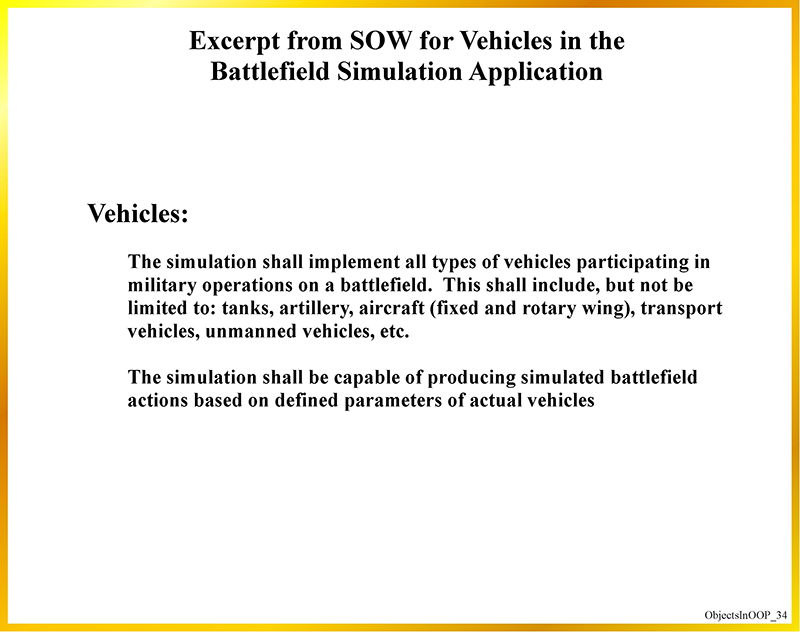 Excerpt from SOW for Vehicles in the
Battlefield Simulation Application
Vehicles:
The simulation shall implement all types of vehicles participating in
military operations on a battlefield.  This shall include, but not be
limited to: tanks, artillery, aircraft (fixed and rotary wing), transport
vehicles, unmanned vehicles, etc.
The simulation shall be capable of producing simulated battlefield
actions based on defined parameters of actual vehicles
ObjectsInOOP_34